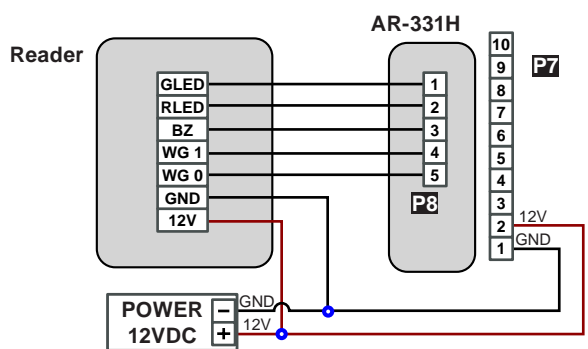 AR-331H
Reader
GLED
RLED
BZ
WG 1
WG 0
GND
12V
1
2
3
4
5
P8
10
9
8
7
6
5
4
3
2
1
P7
12V
GND
POWER
12VDC
−
+
GND
12V